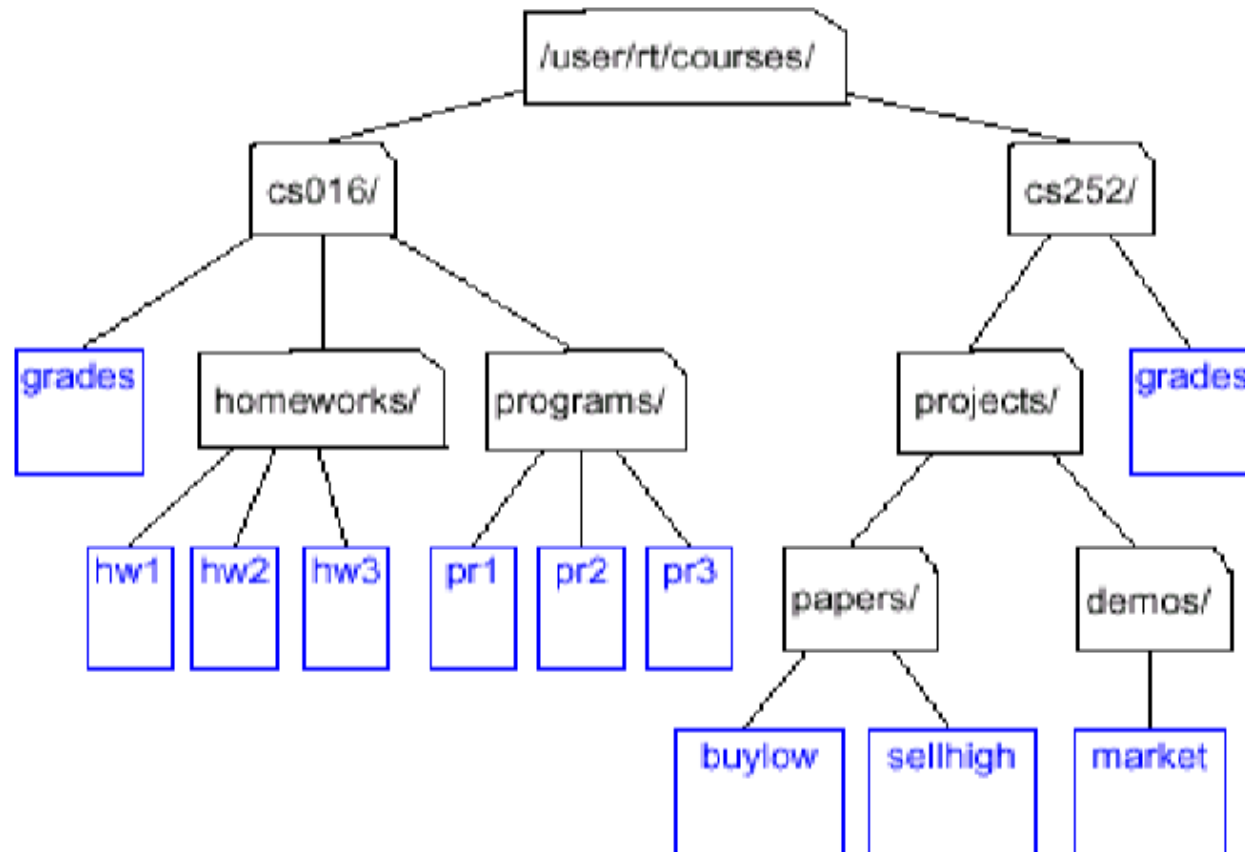 /user/rt/courses/
cs016/
cs252/
grades
homeworks/
programs/
projects/
grades
hw1
hw2
hw3
pr1
pr2
pr3
papers/
demos/
buylow
sellhigh
market